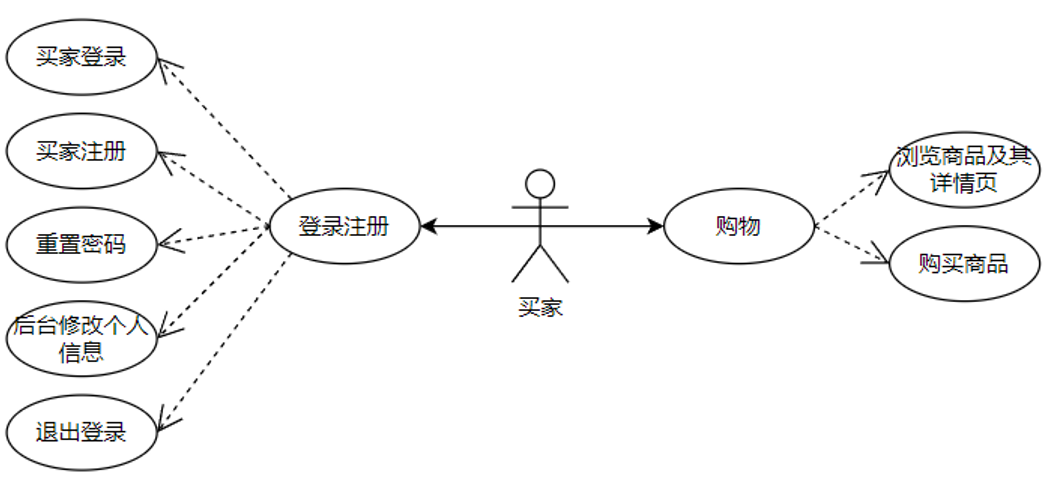 买家登录
买家注册
重置密码
后台修改个人
信息
退出登录
登录注册
买家
购物
浏览商品及其
详情页
购买商品